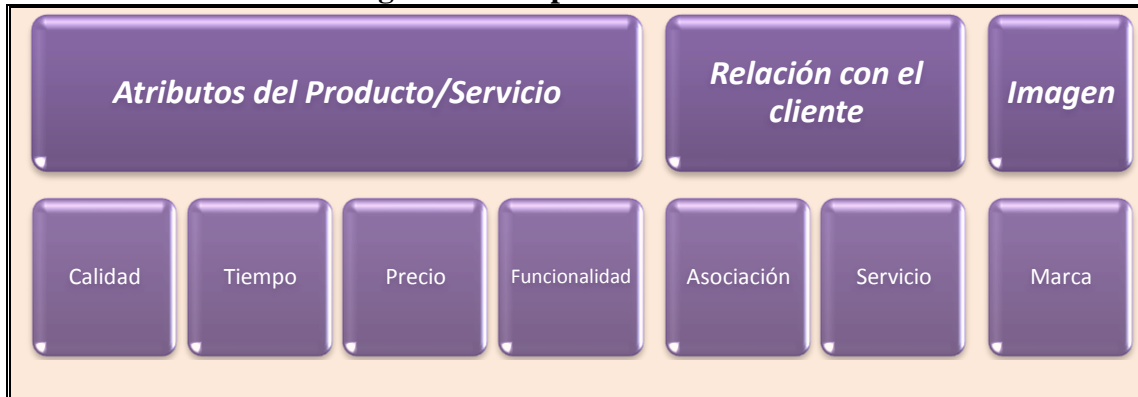 Atributos del Producto/Servicio
Relación con el
cliente
Imagen
Calidad
Tiempo
Precio
Funcionalidad
Asociación
Servicio
Marca